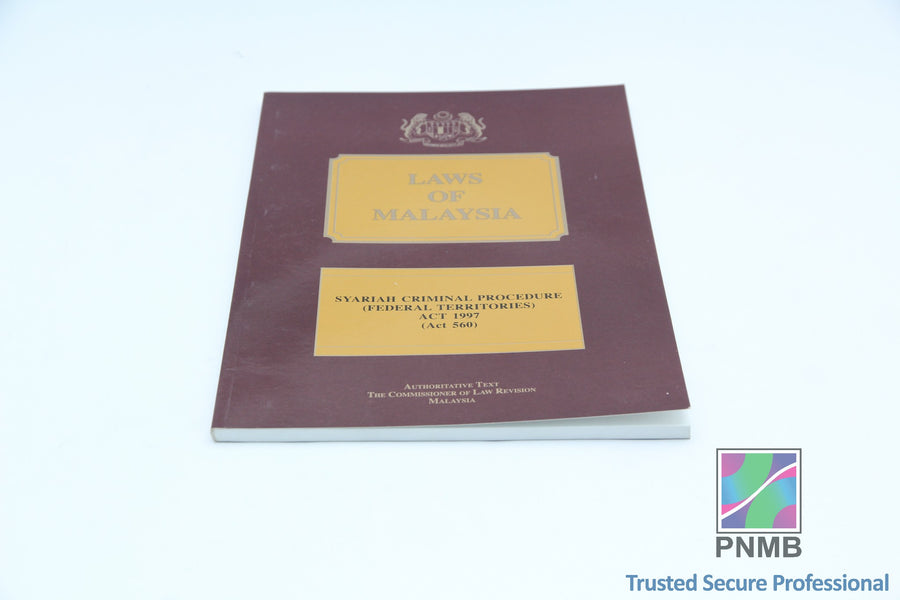 LAWS
OF
MALAYSIA
SYARIAH CRIMINAL PROCEDURE
(FEDERAL TERRITORIES)
ACT 1997
(Act 560)
AUTHORITATIVE TEXT
THE COMMISSIONER OF LAW REVISION
MALAYSIA
PNMB
Trusted Secure Professional